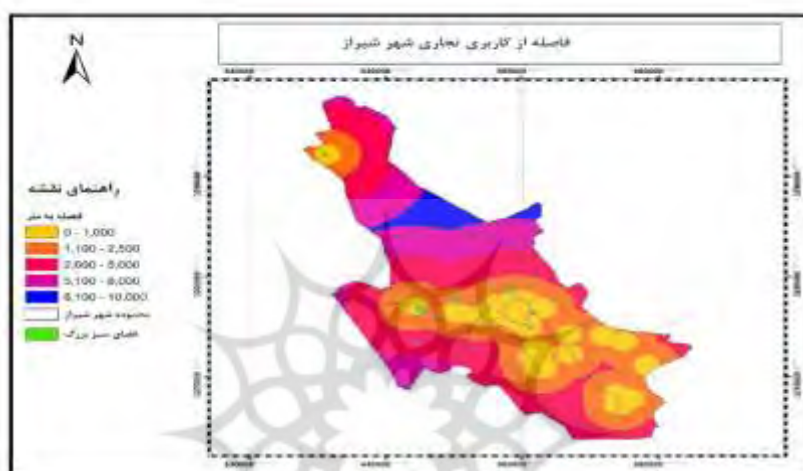 N
فاصله از کاربری تجاری شهر شیراز
راهنمای نقشه
فاصله به متر
0 - 1,000
1,100 - 2,500
2,600 - 5,000
5,100 - 8,000
8,100 - 10,000
محدوده شهر شیراز
فضای سبز بزرگ